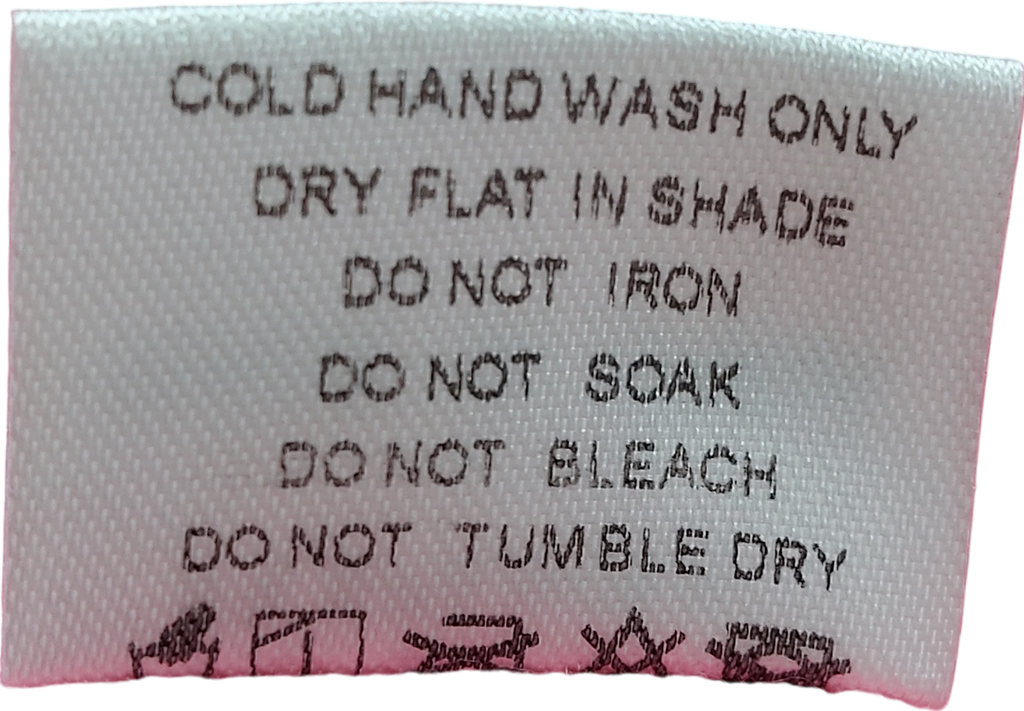 COLD HAND WASH ONLY
DRY FLAT IN SHADE
DO NOT IRON
DO NOT SOAK
DO NOT BLEACH
DO NOT TUMBLE DRY